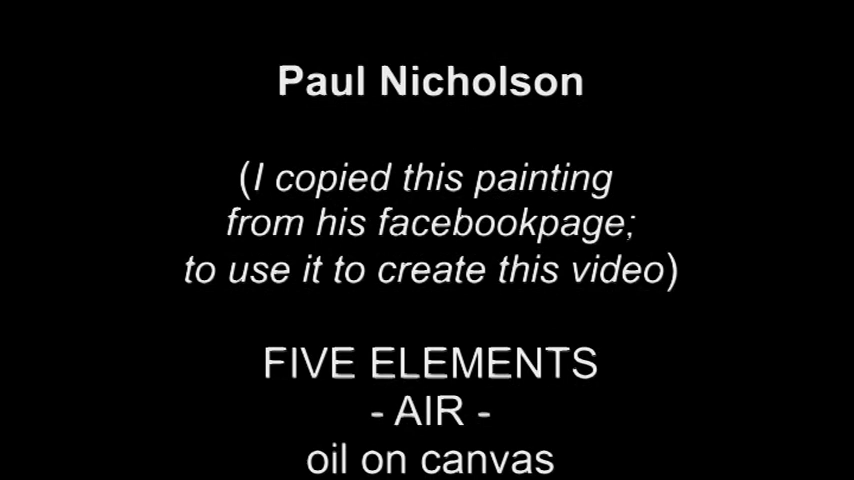 Paul Nicholson
(I copied this painting
from his facebookpage;
to use it to create this video)
FIVE ELEMENTS
- AIR -
oil on canvas